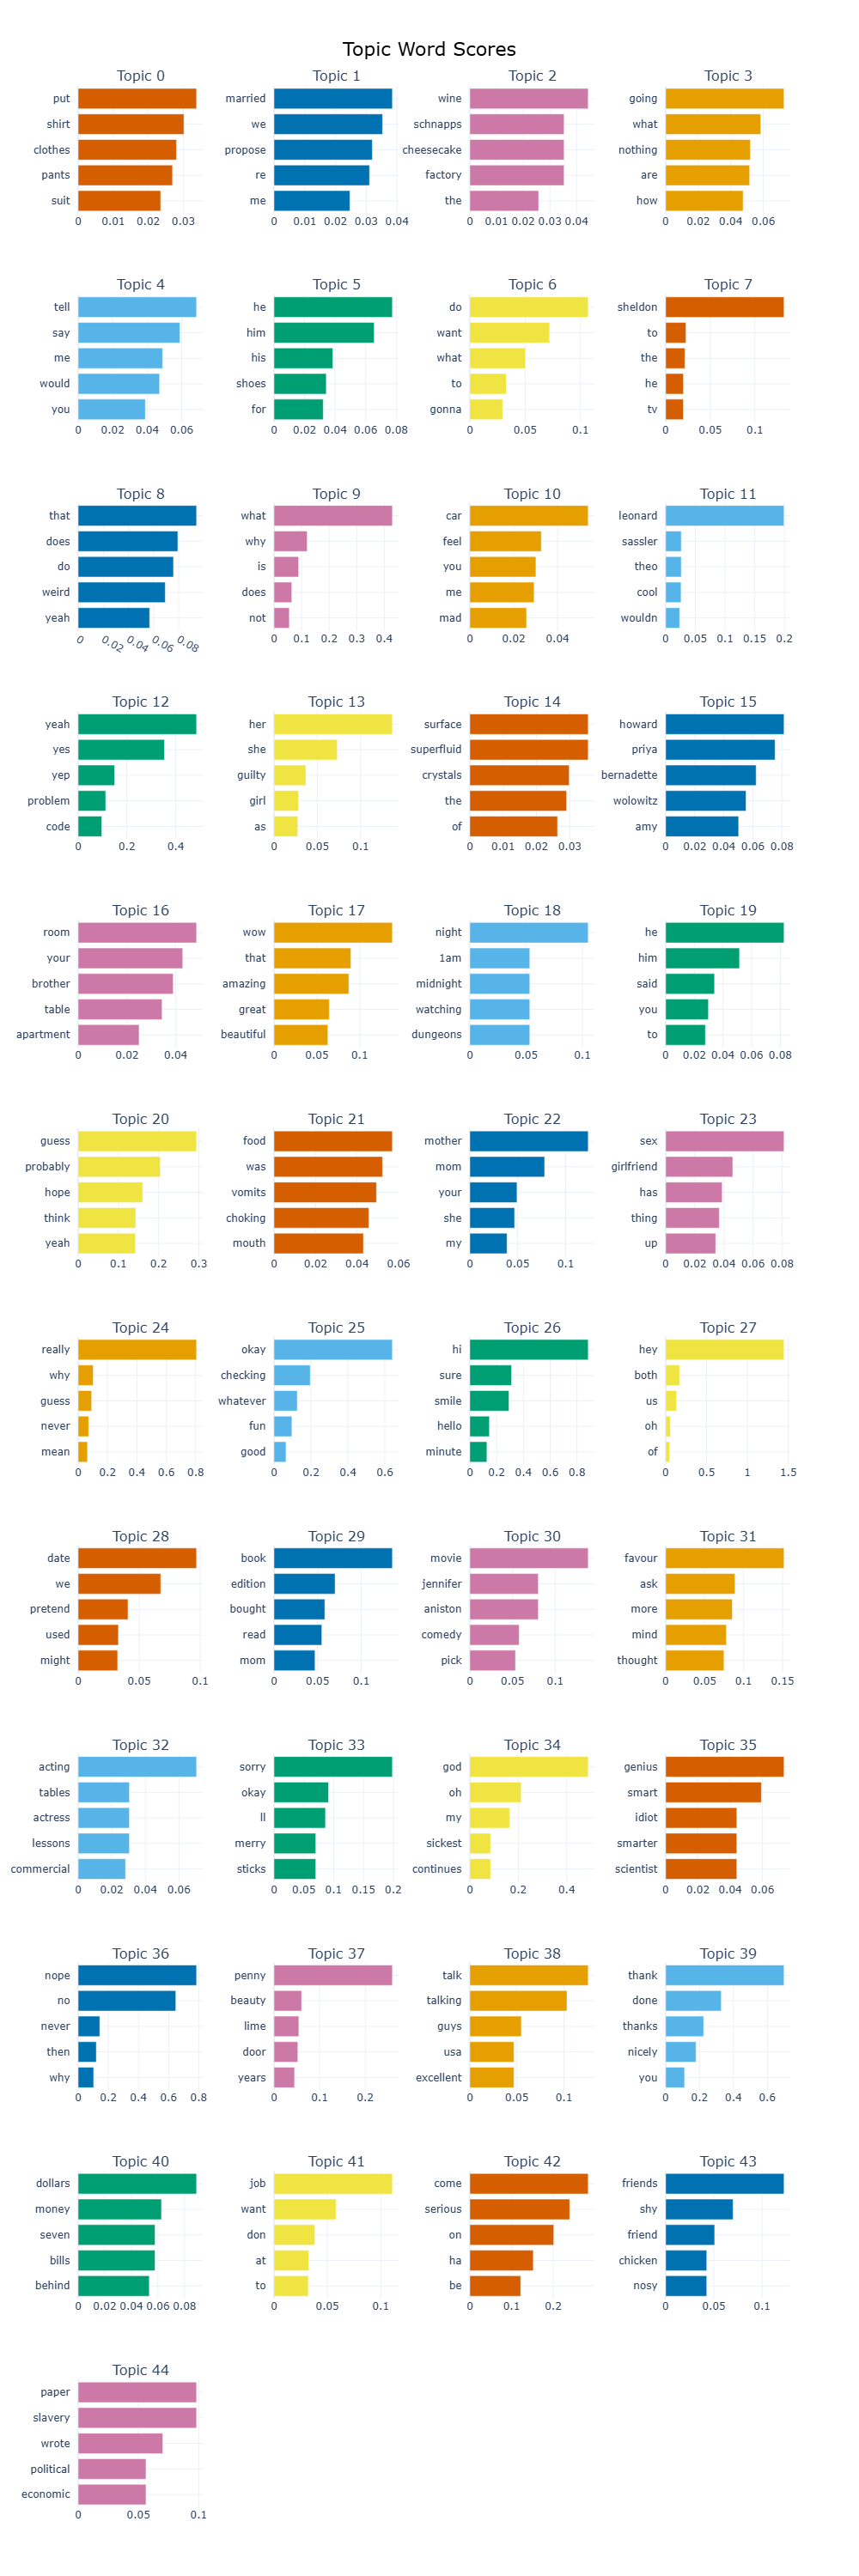 Topic Word Scores
Topic 0
put
shirt
clothes
pants
suit
0 0.01 0.02 0.03
Topic 1
married
we
propose
re
me
0 0.01 0.02 0.03 0.04
Topic 2
wine
schnapps
cheesecake
factory
the
0 0.01 0.02 0.03 0.04
Topic 3
going
what
nothing
are
how
0 0.02 0.04 0.06
Topic 4
tell
say
me
would
you
0 0.02 0.04 0.06
Topic 5
he
him
his
shoes
for
0 0.02 0.04 0.06 0.08
Topic 6
do
want
what
to
gonna
0 0.05 0.1
Topic 7
sheldon
to
the
he
tv
0 0.05 0.1
Topic 8
that
does
do
weird
yeah
0 0.02 0.04 0.06 0.08
Topic 9
what
why
is
does
not
0 0.1 0.2 0.3 0.4
Topic 10
car
feel
you
me
mad
0 0.02 0.04
Topic 11
leonard
sassler
theo
cool
wouldn
0 0.05 0.1 0.15 0.2
Topic 12
yeah
yes
yep
problem
code
0 0.2 0.4
Topic 13
her
she
guilty
girl
as
0 0.05 0.1
Topic 14
surface
superfluid
crystals
the
of
0 0.01 0.02 0.03
Topic 15
howard
priya
bernadette
wolowitz
amy
0 0.02 0.04 0.06 0.08
Topic 16
room
your
brother
table
apartment
0 0.02 0.04
Topic 17
wow
that
amazing
great
beautiful
0 0.05 0.1
Topic 18
night
1am
midnight
watching
dungeons
0 0.05 0.1
Topic 19
he
him
said
you
to
0 0.02 0.04 0.06 0.08
Topic 20
guess
probably
hope
think
yeah
0 0.1 0.2 0.3
Topic 21
food
was
vomits
choking
mouth
0 0.02 0.04 0.06
Topic 22
mother
mom
your
she
my
0 0.05 0.1
Topic 23
sex
girlfriend
has
thing
up
0 0.02 0.04 0.06 0.08
Topic 24
really
why
guess
never
mean
0 0.2 0.4 0.6 0.8
Topic 25
okay
checking
whatever
fun
good
0 0.2 0.4 0.6
Topic 26
hi
sure
smile
hello
minute
0 0.2 0.4 0.6 0.8
Topic 27
hey
both
us
oh
of
0 0.5 1 1.5
Topic 28
date
we
pretend
used
might
0 0.05 0.1
Topic 29
book
edition
bought
read
mom
0 0.05 0.1
Topic 30
movie
jennifer
aniston
comedy
pick
0 0.05 0.1
Topic 31
favour
ask
more
mind
thought
0 0.05 0.1 0.15
Topic 32
acting
tables
actress
lessons
commercial
0 0.02 0.04 0.06
Topic 33
sorry
okay
ll
merry
sticks
0 0.05 0.1 0.15 0.2
Topic 34
god
oh
my
sickest
continues
0 0.2 0.4
Topic 35
genius
smart
idiot
smarter
scientist
0 0.02 0.04 0.06
Topic 36
nope
no
never
then
why
0 0.2 0.4 0.6 0.8
Topic 37
penny
beauty
lime
door
years
0 0.1 0.2
Topic 38
talk
talking
guys
usa
excellent
0 0.05 0.1
Topic 39
thank
done
thanks
nicely
you
0 0.2 0.4 0.6
Topic 40
dollars
money
seven
bills
behind
0 0.02 0.04 0.06 0.08
Topic 41
job
want
don
at
to
0 0.05 0.1
Topic 42
come
serious
on
ha
be
0 0.1 0.2
Topic 43
friends
shy
friend
chicken
nosy
0 0.05 0.1
Topic 44
paper
slavery
wrote
political
economic
0 0.05 0.1